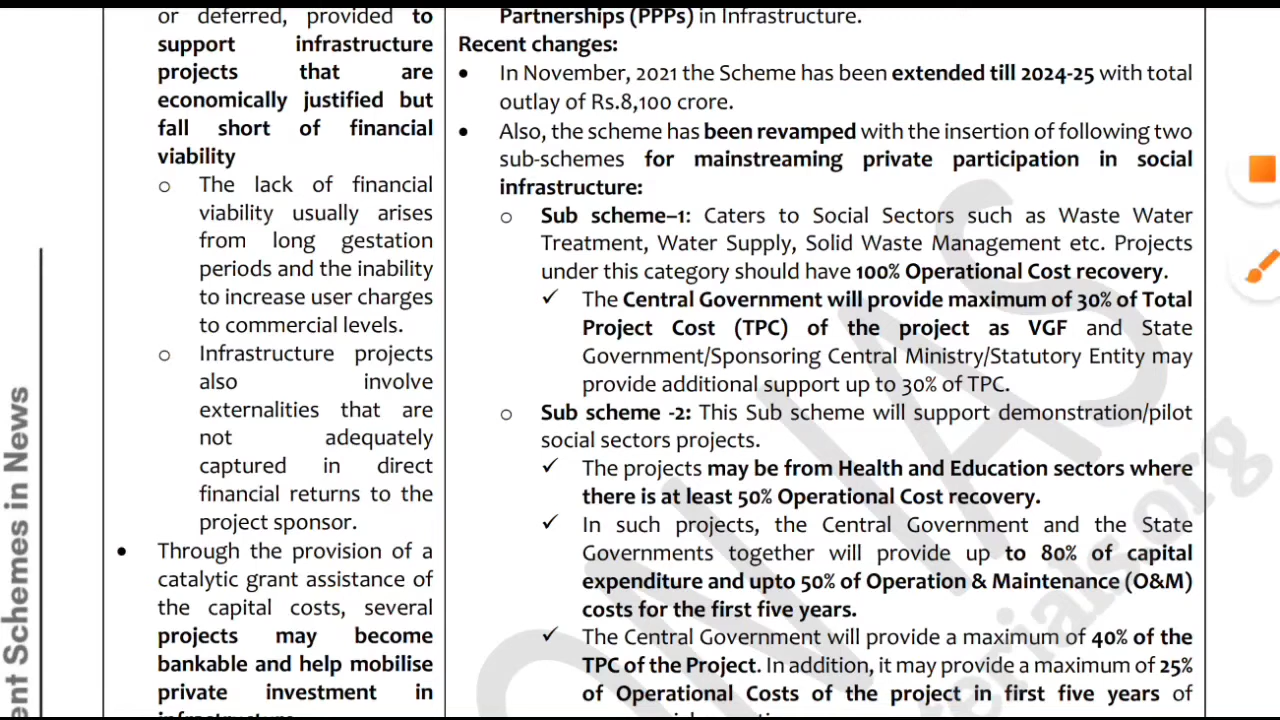 or deferred, provided to
support infrastructure
projects that are
economically justified but
fall short of financial
viability
o The lack of financial
viability usually arises
from long gestation
periods and the inability
to increase user charges
to commercial levels.
o Infrastructure projects
also involve
externalities that are
not adequately
captured in direct
financial returns to the
project sponsor.
• Through the provision of a
catalytic grant assistance of
the capital costs, several
projects may become
bankable and help mobilise
private investment in
Partnerships (PPPs) in Infrastructure.
Recent changes:
• In November, 2021 the Scheme has been extended till 2024-25 with total
outlay of Rs.8,100 crore.
• Also, the scheme has been revamped with the insertion of following two
sub-schemes for mainstreaming private participation in social
infrastructure:
o Sub scheme–1: Caters to Social Sectors such as Waste Water
Treatment, Water Supply, Solid Waste Management etc. Projects
under this category should have 100% Operational Cost recovery.
✓ The Central Government will provide maximum of 30% of Total
Project Cost (TPC) of the project as VGF and State
Government/Sponsoring Central Ministry/Statutory Entity may
provide additional support up to 30% of TPC.
o Sub scheme -2: This Sub scheme will support demonstration/pilot
social sectors projects.
✓ The projects may be from Health and Education sectors where
there is at least 50% Operational Cost recovery.
✓ In such projects, the Central Government and the State
Governments together will provide up to 80% of capital
expenditure and upto 50% of Operation & Maintenance (O&M)
costs for the first five years.
✓ The Central Government will provide a maximum of 40% of the
TPC of the Project. In addition, it may provide a maximum of 25%
of Operational Costs of the project in first five years of
Schemes in News